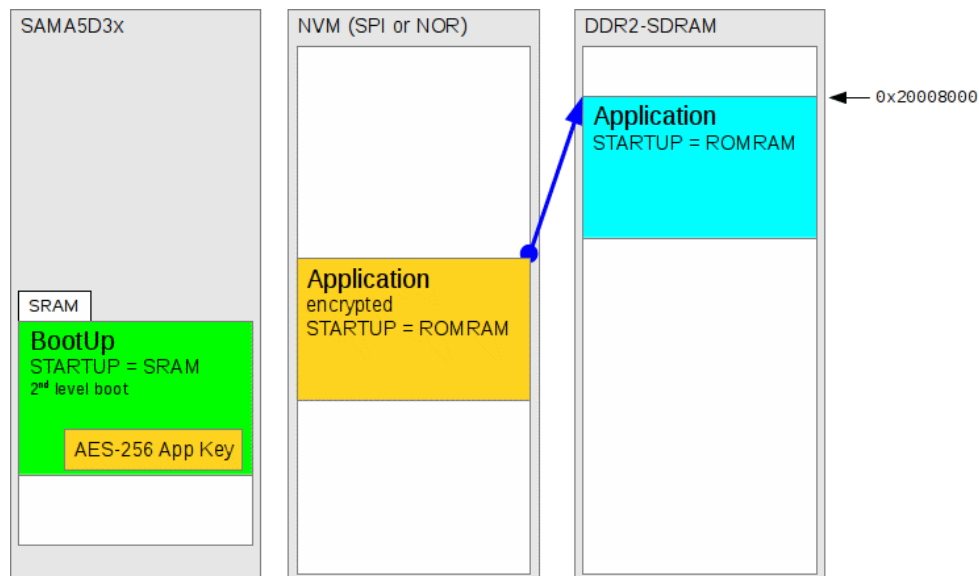 SAMA5D3x
NVM (SPI or NOR)
DDR2-SDRAM
0x20008000
Application
STARTUP = ROMRAM
Application
encrypted
STARTUP = ROMRAM
SRAM
BootUp
STARTUP = SRAM
2nd level boot
AES-256 App Key